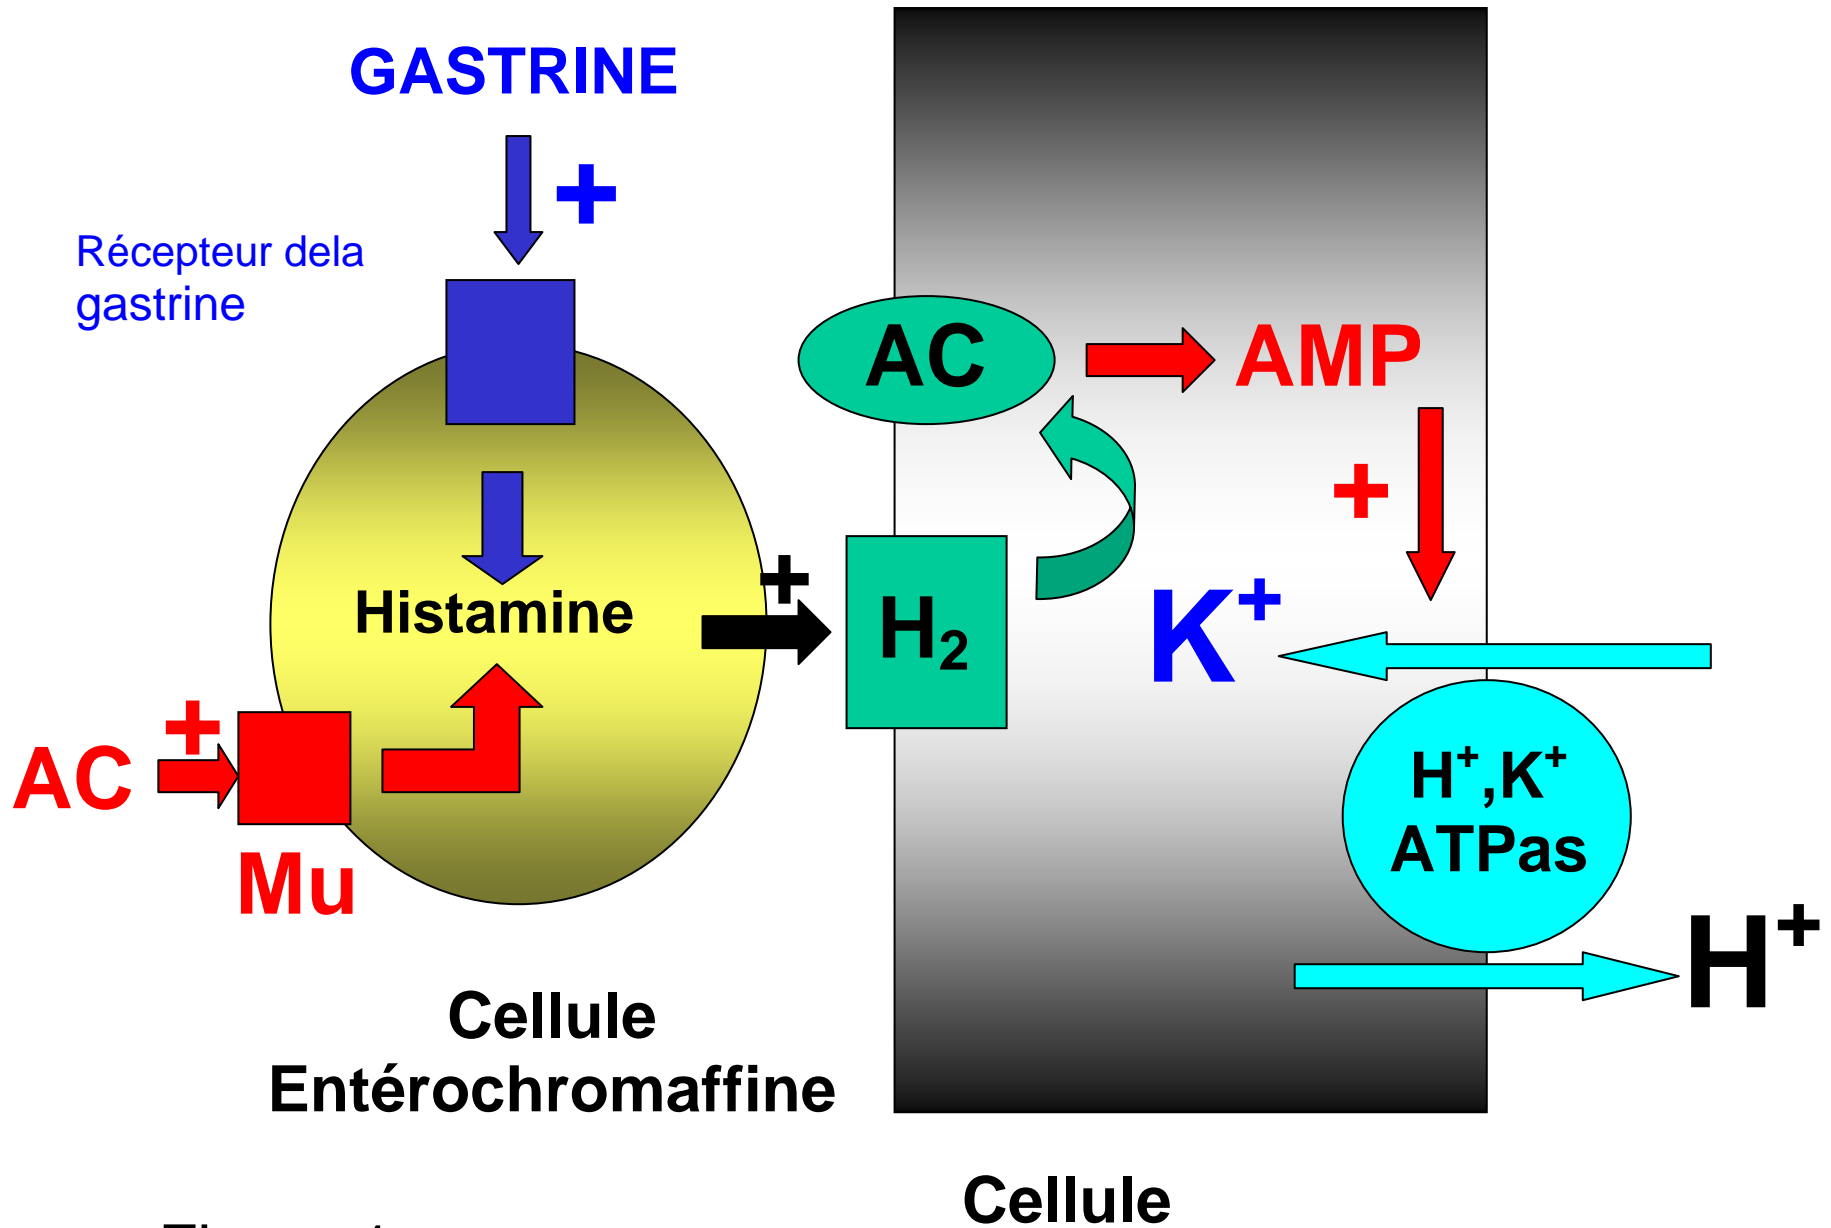 GASTRINE
+
Récepteur dela
gastrine
AC
AMP
+
Histamine
+
H₂
K⁺
AC
+
Mu
H⁺,K⁺
ATPas
H⁺
Cellule
Entérochromaffine
Cellule